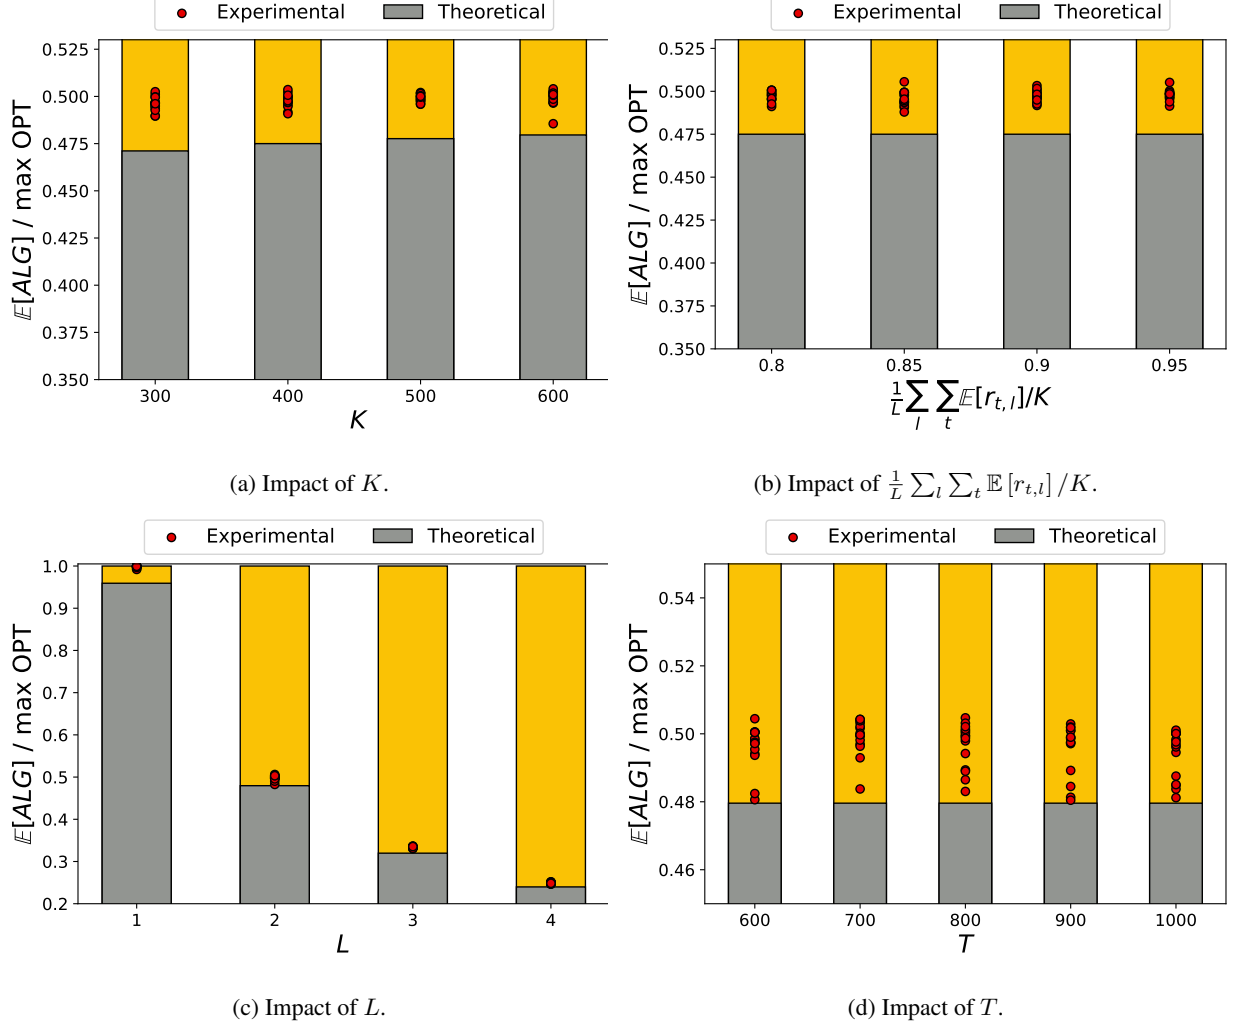 Experimental Theoretical
0.525
0.500
0.475
0.450
0.425
0.400
0.375
0.350
𝔼[ALG] / max OPT
300 400 500 600
K
(a) Impact of K.
Experimental Theoretical
0.525
0.500
0.475
0.450
0.425
0.400
0.375
0.350
𝔼[ALG] / max OPT
0.8 0.85 0.9 0.95
1/L ∑_l ∑_t 𝔼[r_{t,l}]/K
(b) Impact of 1/L ∑_l ∑_t 𝔼[r_{t,l}]/K.
Experimental Theoretical
1.0
0.9
0.8
0.7
0.6
0.5
0.4
0.3
0.2
𝔼[ALG] / max OPT
1 2 3 4
L
(c) Impact of L.
Experimental Theoretical
0.54
0.52
0.50
0.48
0.46
𝔼[ALG] / max OPT
600 700 800 900 1000
T
(d) Impact of T.